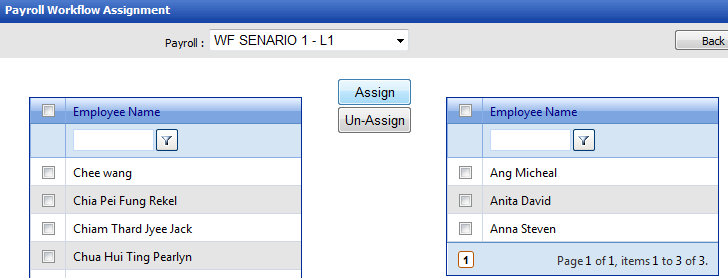 Payroll Workflow Assignment
Payroll : WF SENARIO 1 - L1
Back
Assign
Un-Assign
Employee Name
Chee wang
Chia Pei Fung Rekel
Chiam Thard Jyee Jack
Chua Hui Ting Pearlyn
Employee Name
Ang Micheal
Anita David
Anna Steven
1 Page 1 of 1, items 1 to 3 of 3.